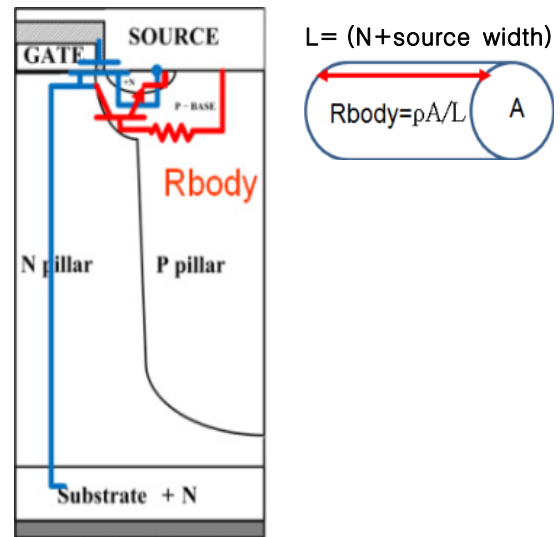 SOURCE
GATE
+N
P - BASE
Rbody
N pillar
P pillar
Substrate + N
L= (N+source width)
Rbody=ρA/L
A